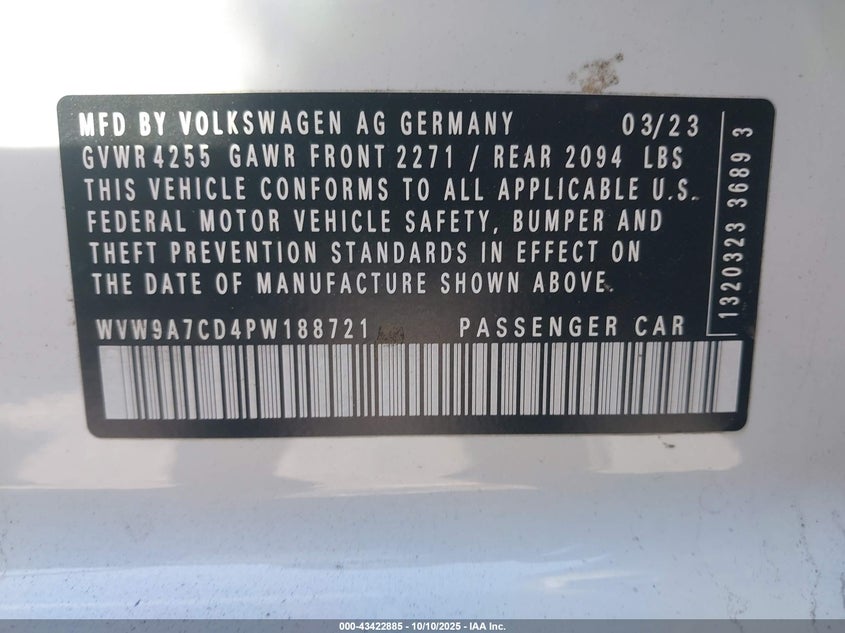 MFD BY VOLKSWAGEN AG GERMANY 03/23
GVWR 4255 GAWR FRONT 2271 / REAR 2094 LBS
THIS VEHICLE CONFORMS TO ALL APPLICABLE U.S.
FEDERAL MOTOR VEHICLE SAFETY, BUMPER AND
THEFT PREVENTION STANDARDS IN EFFECT ON
THE DATE OF MANUFACTURE SHOWN ABOVE.
WVW9A7CD4PW188721 PASSENGER CAR
1320323 3689 3
000-43422885 - 10/10/2025 - IAA Inc.